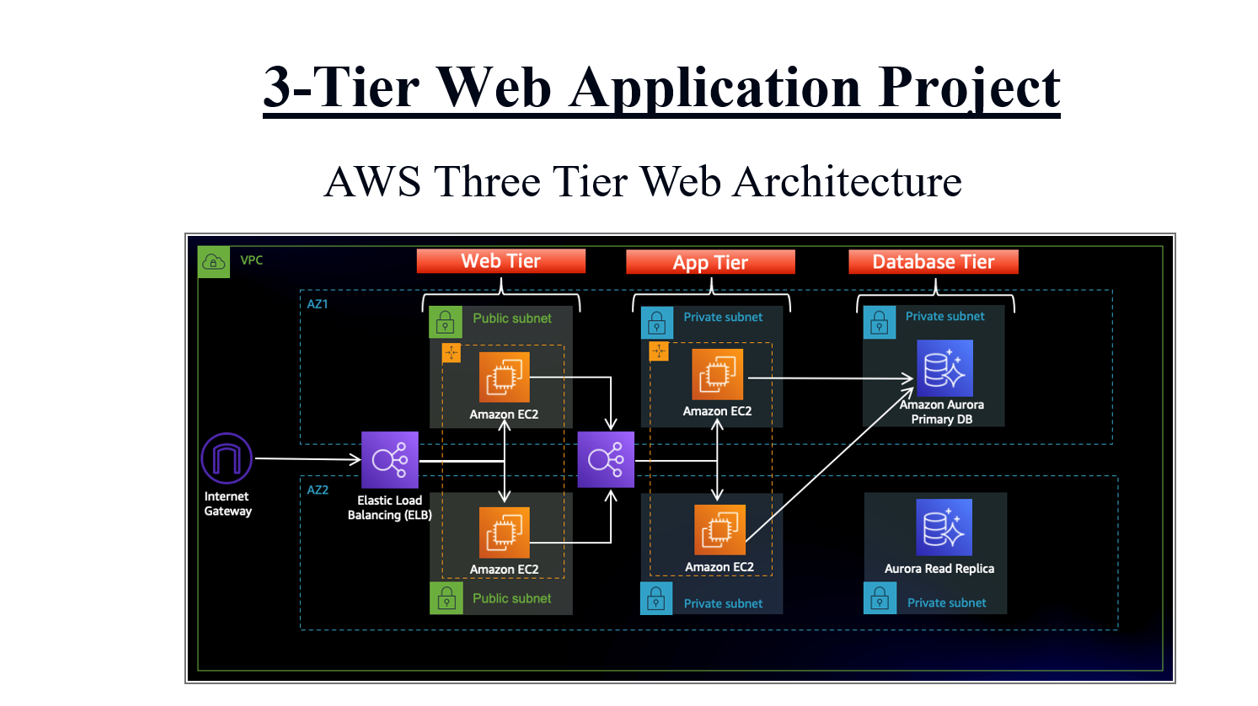 3-Tier Web Application Project
AWS Three Tier Web Architecture
VPC
Web Tier
App Tier
Database Tier
AZ1
Public subnet
Private subnet
Private subnet
Amazon EC2
Amazon EC2
Amazon Aurora
Primary DB
Internet
Gateway
AZ2
Elastic Load
Balancing (ELB)
Amazon EC2
Amazon EC2
Aurora Read Replica
Public subnet
Private subnet
Private subnet